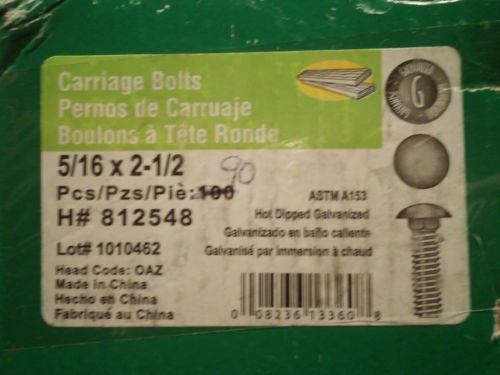 Carriage Bolts
Pernos de Carruaje
Boulons à Tête Ronde
5/16 x 2-1/2
90
Pcs/Pzs/Piè:100
H# 812548
Lot# 1010462
Head Code: OAZ
Made in China
Hecho en China
Fabriqué au China
ASTM A153
Hot Dipped Galvanized
Galvanizado en baño caliente
Galvanisé par immersion à chaud
0 08236 13360 8
G